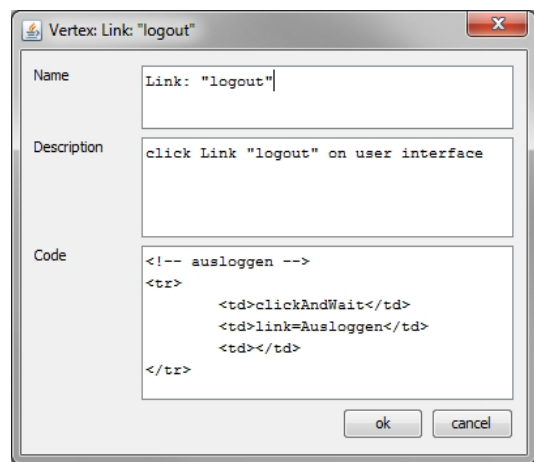 Vertex: Link: "logout"
Name
Link: "logout"
Description
click Link "logout" on user interface
Code
<!-- ausloggen -->
<tr>
        <td>clickAndWait</td>
        <td>link=Ausloggen</td>
        <td></td>
</tr>
ok
cancel